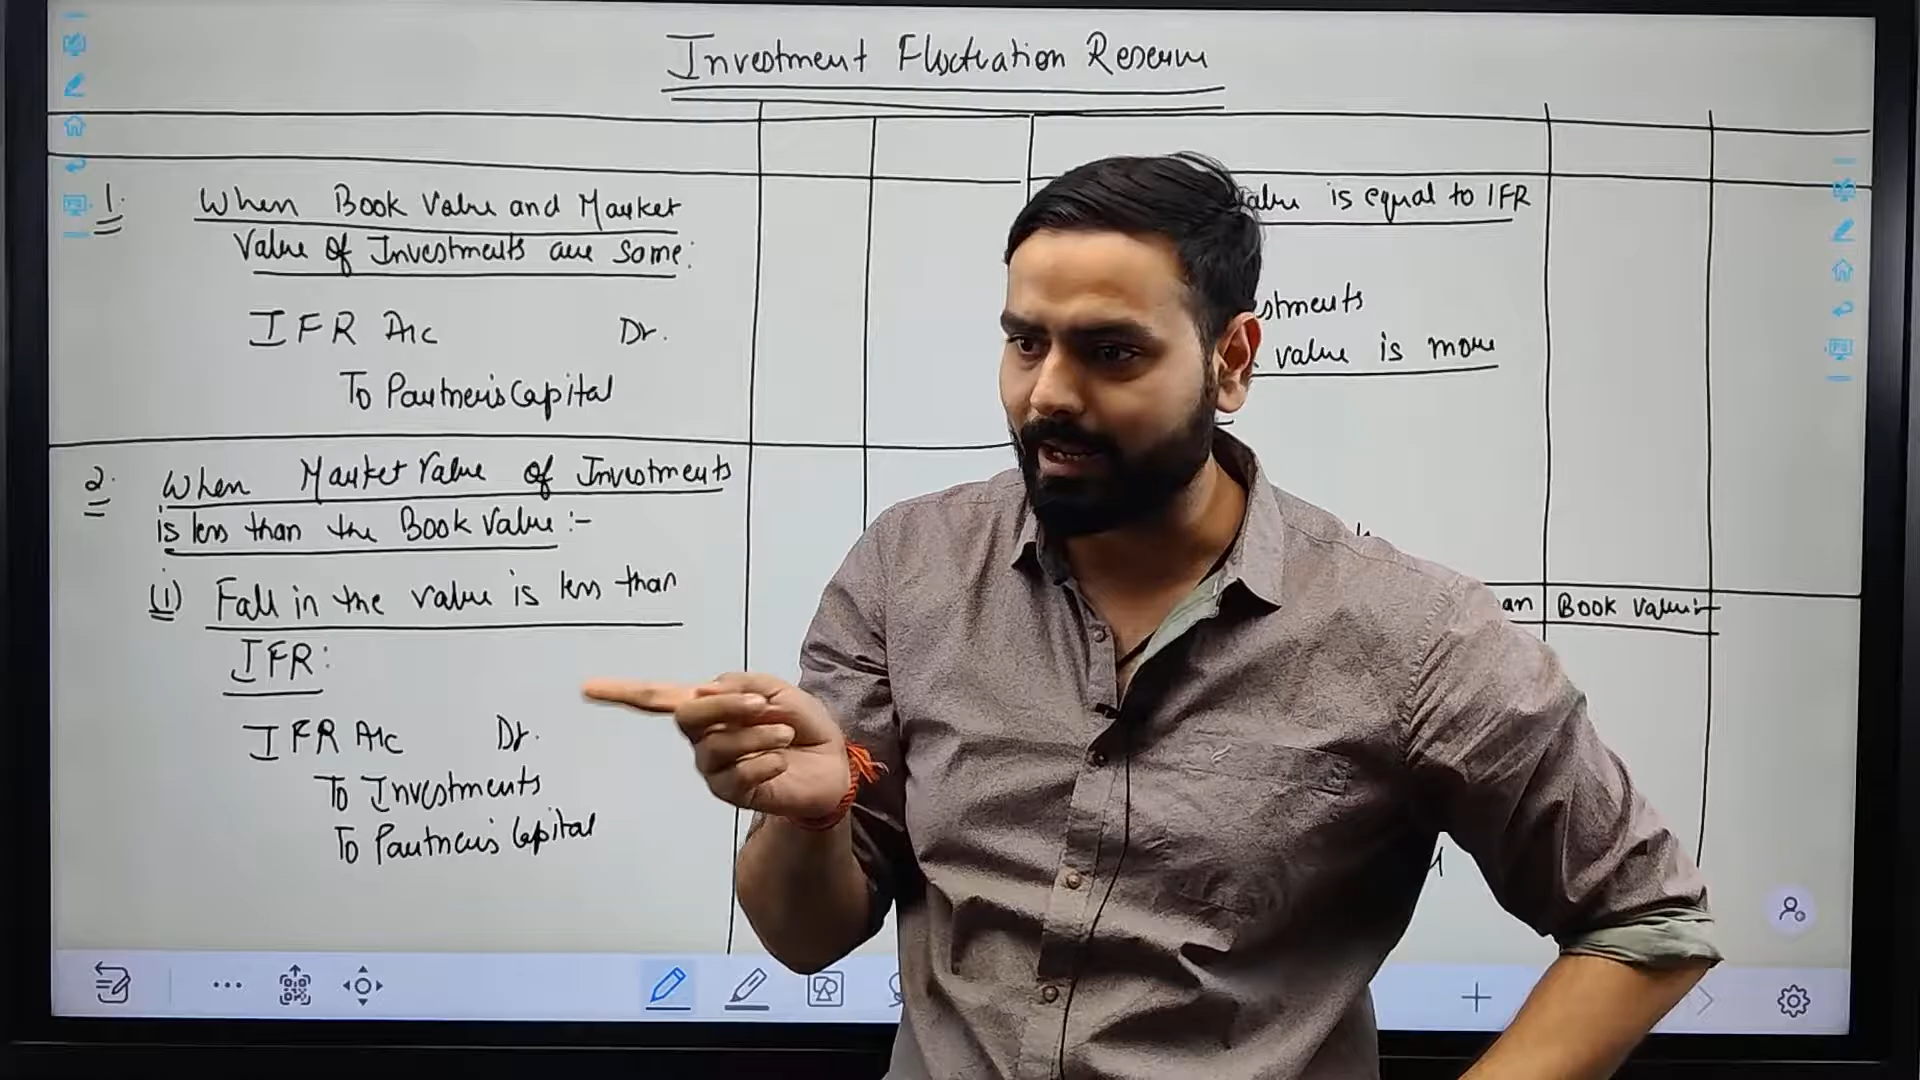 Investment Fluctuation Reserve
1. When Book Value and Market
Value of Investments are Same:
IFR A/c Dr.
To Partner's Capital
2. When Market Value of Investments
is less than the Book Value :-
(i) Fall in the value is less than
IFR:
IFR A/c Dr.
To Investments
To Partner's Capital
is equal to IFR
value is more
Book Value:-